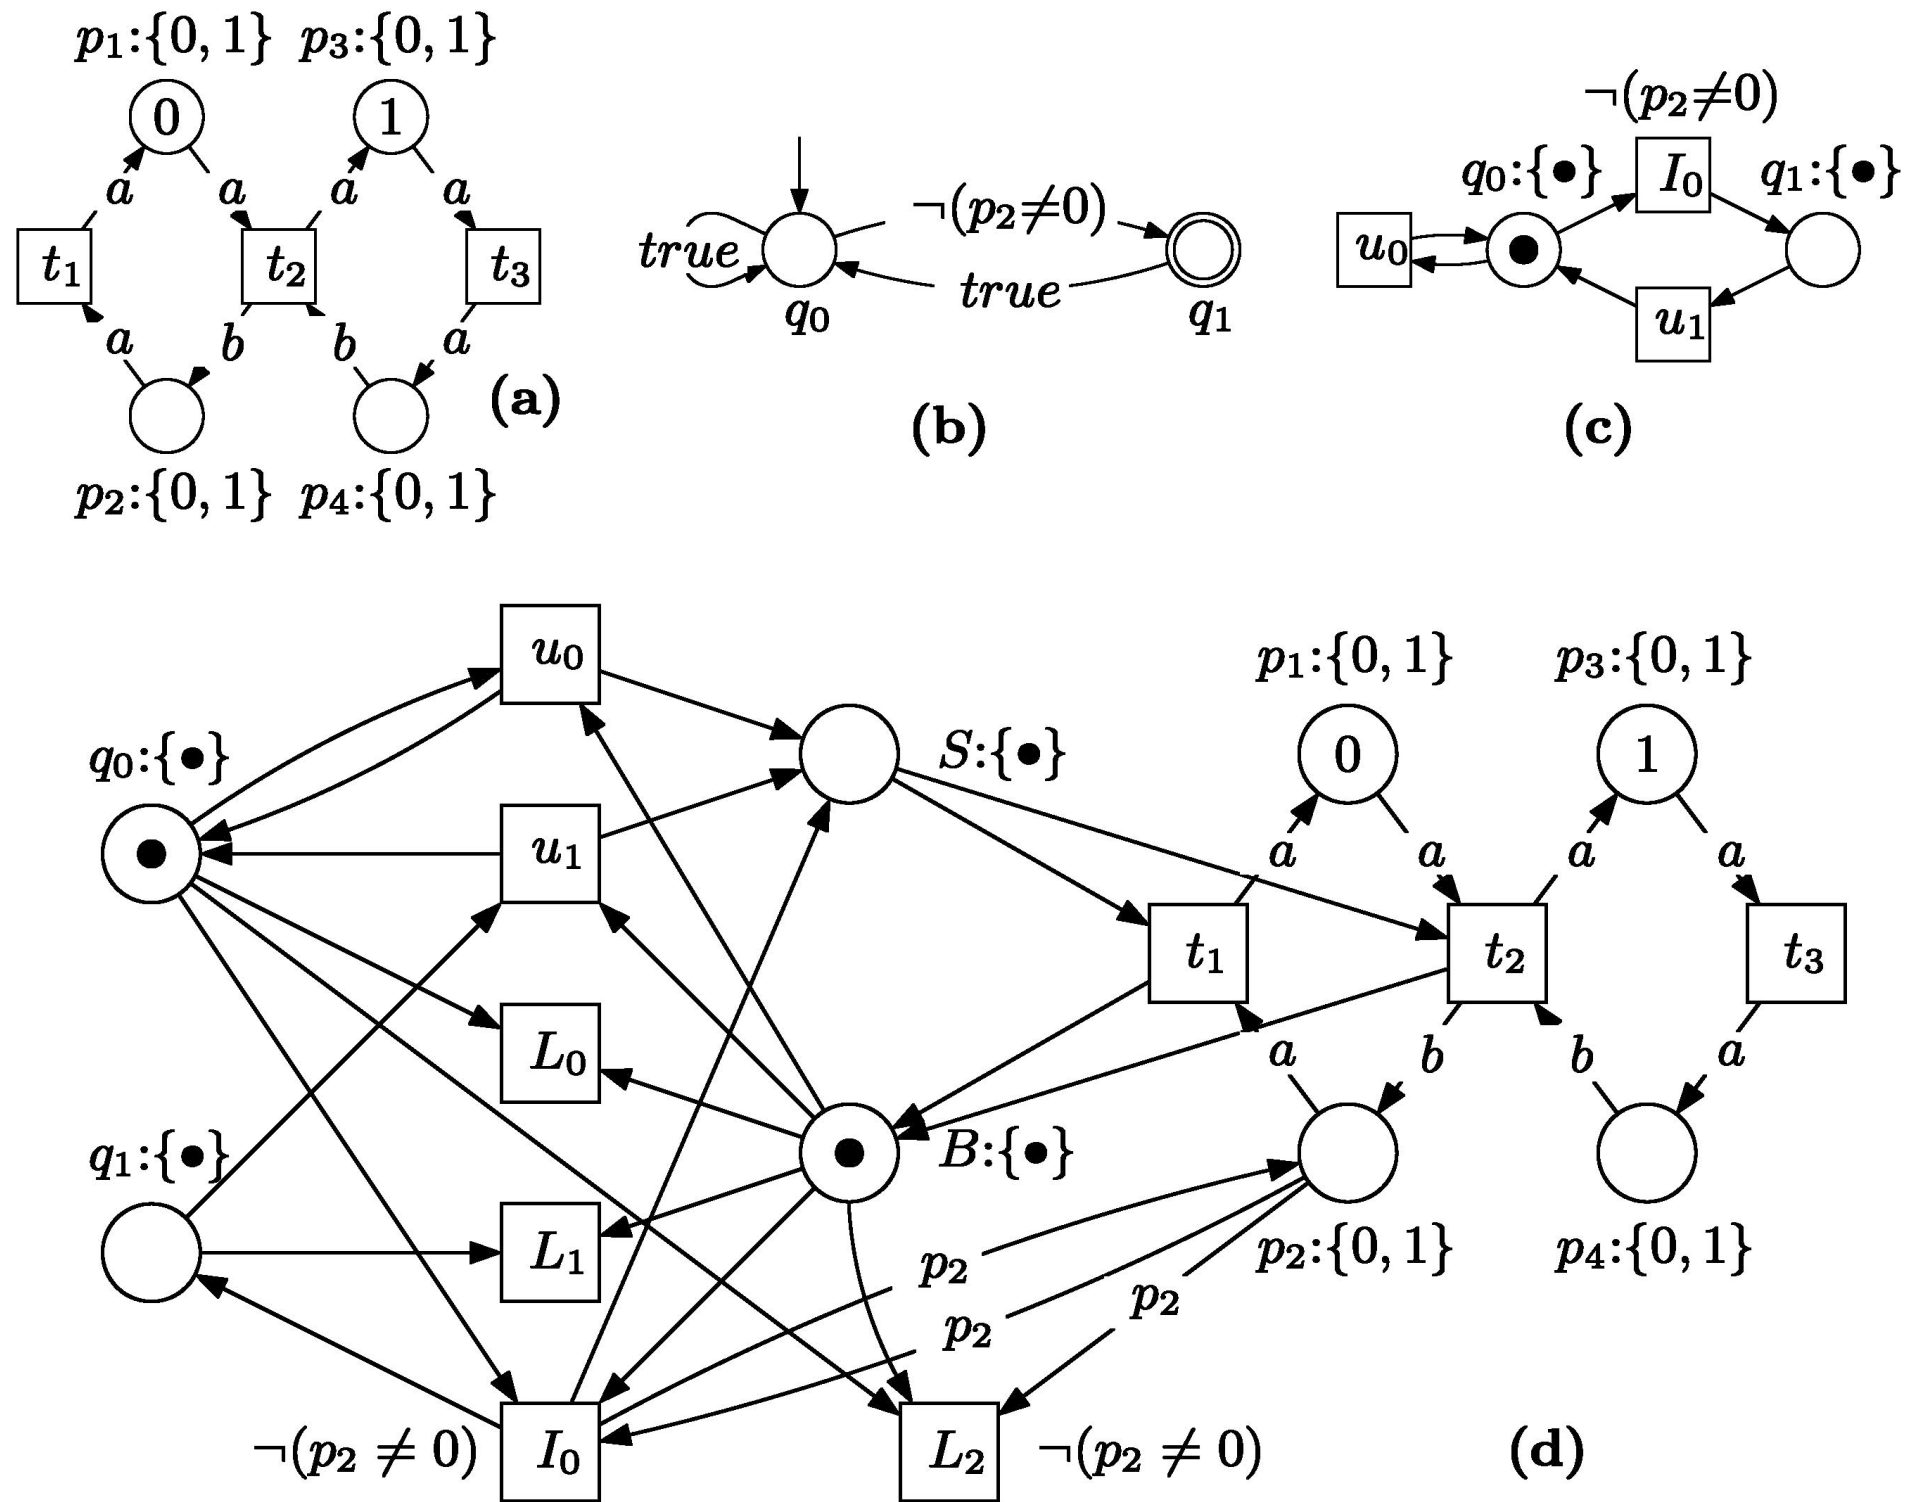 p₁:{0, 1} p₃:{0, 1}
0 1
a a a a
t₁ t₂ t₃
a b b a
p₂:{0, 1} p₄:{0, 1}
(a)
¬(p₂≠0)
true
true
q₀ q₁
(b)
¬(p₂≠0)
q₀:{●} I₀ q₁:{●}
u₀
u₁
(c)
u₀
q₀:{●}
u₁
L₀
q₁:{●}
L₁
¬(p₂ ≠ 0) I₀
S:{●}
B:{●}
p₂
p₂
p₂
L₂ ¬(p₂ ≠ 0)
p₁:{0, 1} p₃:{0, 1}
0 1
a a a a
t₁ t₂ t₃
a b b a
p₂:{0, 1} p₄:{0, 1}
(d)